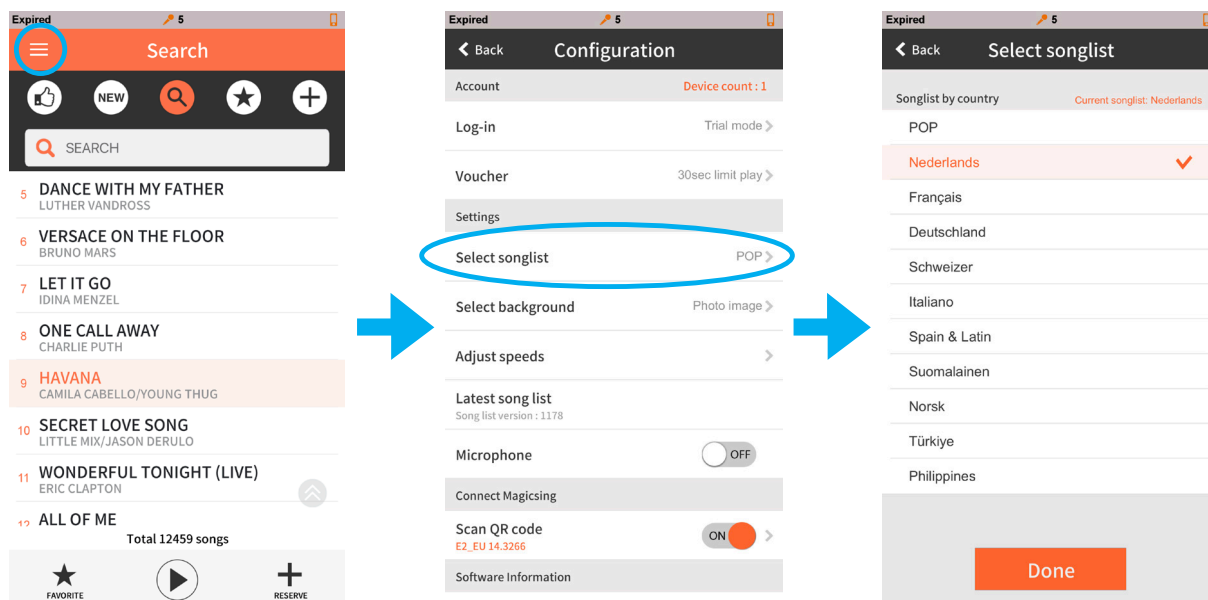 Expired 5
Search
NEW
SEARCH
5 DANCE WITH MY FATHER
LUTHER VANDROSS
6 VERSACE ON THE FLOOR
BRUNO MARS
7 LET IT GO
IDINA MENZEL
8 ONE CALL AWAY
CHARLIE PUTH
9 HAVANA
CAMILA CABELLO/YOUNG THUG
10 SECRET LOVE SONG
LITTLE MIX/JASON DERULO
11 WONDERFUL TONIGHT (LIVE)
ERIC CLAPTON
12 ALL OF ME
Total 12459 songs
FAVORITE RESERVE
Expired 5
Back Configuration
Account Device count : 1
Log-in Trial mode
Voucher 30sec limit play
Settings
Select songlist POP
Select background Photo image
Adjust speeds
Latest song list
Song list version : 1178
Microphone OFF
Connect Magicsing
Scan QR code ON
E2_EU 14.3266
Software Information
Expired 5
Back Select songlist
Songlist by country Current songlist: Nederlands
POP
Nederlands
Français
Deutschland
Schweizer
Italiano
Spain & Latin
Suomalainen
Norsk
Türkiye
Philippines
Done